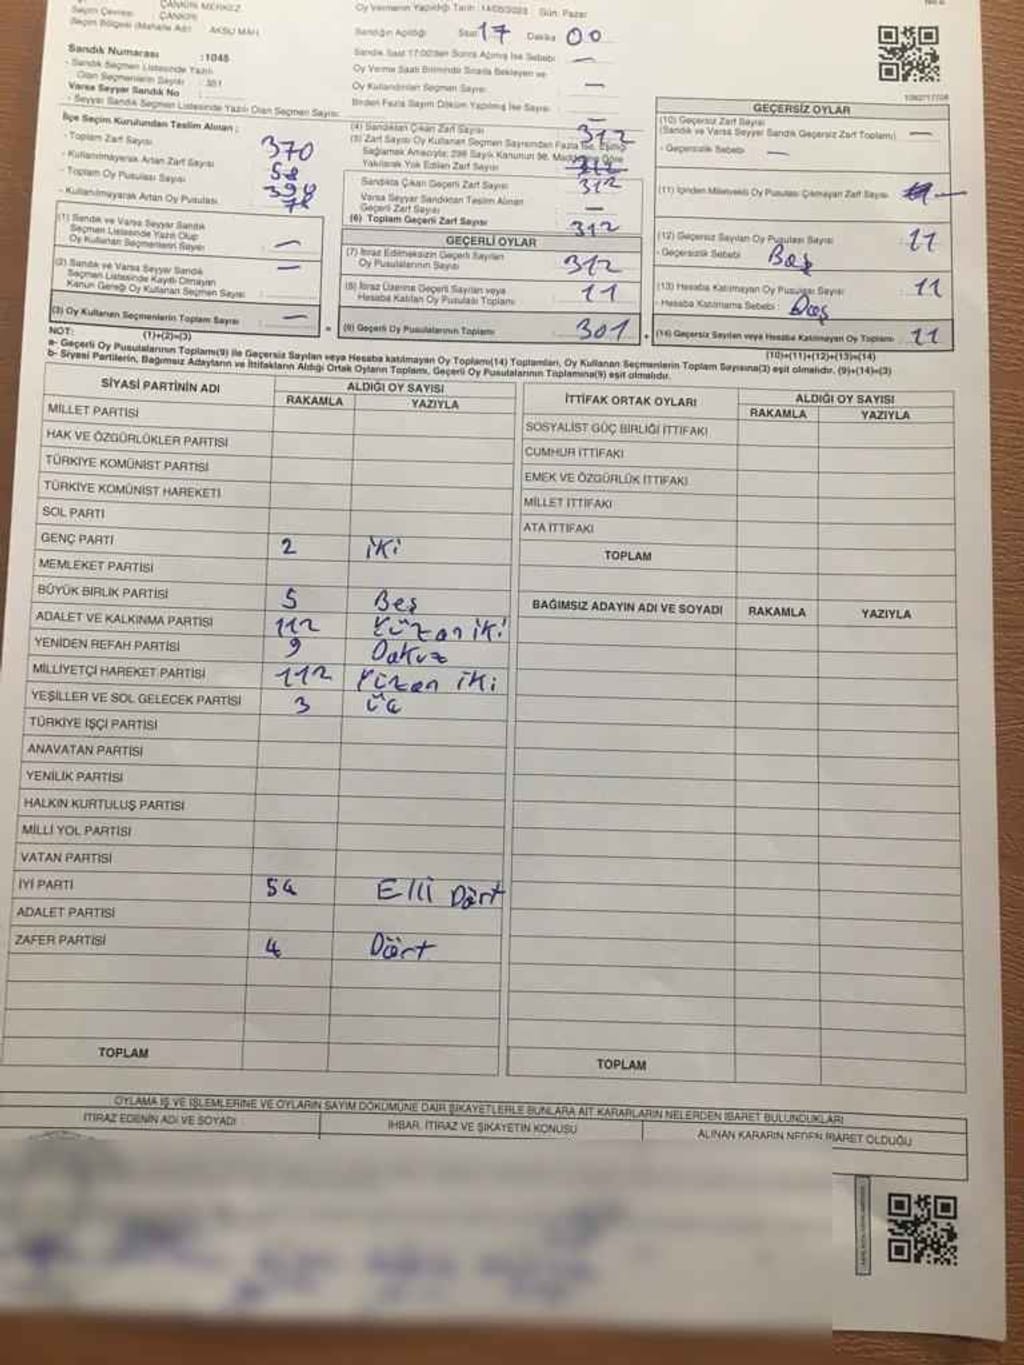 ÇANKIRI MERKEZ
Seçim Çevresi : ÇANKIRI
Seçim Bölgesi (Mahalle Adı) : AKSU MAH.
Sandık Numarası : 1045
- Sandık Seçmen Listesinde Yazılı
Olan Seçmenlerin Sayısı : 351
Varsa Seyyar Sandık No :
- Seyyar Sandık Seçmen Listesinde Yazılı Olan Seçmen Sayısı:
Oy Vermenin Yapıldığı Tarih : 14/05/2023 Gün: Pazar
Sandığın Açıldığı Saat 17 Dakika 00
Sandık Saat 17:00'den Sonra Açılmış İse Sebebi: —
Oy Verme Saati Bitiminde Sırada Bekleyen ve
Oy Kullandırılan Seçmen Sayısı: —
Birden Fazla Sayım Döküm Yapılmış İse Sayısı: —
İlçe Seçim Kurulundan Teslim Alınan :
- Toplam Zarf Sayısı 370
- Kullanılmayarak Artan Zarf Sayısı 58
- Toplam Oy Pusulası Sayısı 398
- Kullanılmayarak Artan Oy Pusulası 78
(1) Sandık ve Varsa Seyyar Sandık
Seçmen Listesinde Yazılı Olup
Oy Kullanan Seçmenlerin Sayısı : —
(2) Sandık ve Varsa Seyyar Sandık
Seçmen Listesinde Kayıtlı Olmayan
Kanun Gereği Oy Kullanan Seçmen Sayısı : —
(3) Oy Kullanan Seçmenlerin Toplam Sayısı : —
(1)+(2)=(3)
(4) Sandıktan Çıkan Zarf Sayısı 312
(5) Zarf Sayısı Oy Kullanan Seçmen Sayısından Fazla İse, Eşitliği
Sağlamak Amacıyla; 298 Sayılı Kanunun 98. Maddesine Göre
Yakılarak Yok Edilen Zarf Sayısı
Sandıkta Çıkan Geçerli Zarf Sayısı 312
Varsa Seyyar Sandıktan Teslim Alınan
Geçerli Zarf Sayısı —
(6) Toplam Geçerli Zarf Sayısı 312
GEÇERLİ OYLAR
(7) İtiraz Edilmeksizin Geçerli Sayılan
Oy Pusulalarının Sayısı 312
(8) İtiraz Üzerine Geçerli Sayılan veya
Hesaba Katılan Oy Pusulası Toplamı 11
(9) Geçerli Oy Pusulalarının Toplamı 301
GEÇERSİZ OYLAR
(10) Geçersiz Zarf Sayısı
(Sandık ve Varsa Seyyar Sandık Geçersiz Zarf Toplamı) —
- Geçersizlik Sebebi : —
(11) İçinden Milletvekili Oy Pusulası Çıkmayan Zarf Sayısı —
(12) Geçersiz Sayılan Oy Pusulası Sayısı 11
- Geçersizlik Sebebi : Boş
(13) Hesaba Katılmayan Oy Pusulası Sayısı 11
- Hesaba Katılmama Sebebi : Boş
(14) Geçersiz Sayılan veya Hesaba Katılmayan Oy Toplamı 11
(10)+(11)+(12)+(13)=(14)
NOT:
a- Geçerli Oy Pusulalarının Toplamı(9) ile Geçersiz Sayılan veya Hesaba katılmayan Oy Toplamı(14) Toplamları, Oy Kullanan Seçmenlerin Toplam Sayısına(3) eşit olmalıdır. (9)+(14)=(3)
b- Siyasi Partilerin, Bağımsız Adayların ve İttifakların Aldığı Ortak Oyların Toplamı, Geçerli Oy Pusulalarının Toplamına(9) eşit olmalıdır.
SİYASİ PARTİNİN ADI ALDIĞI OY SAYISI
RAKAMLA YAZIYLA
MİLLET PARTİSİ
HAK VE ÖZGÜRLÜKLER PARTİSİ
TÜRKİYE KOMÜNİST PARTİSİ
TÜRKİYE KOMÜNİST HAREKETİ
SOL PARTİ
GENÇ PARTİ 2 iki
MEMLEKET PARTİSİ
BÜYÜK BİRLİK PARTİSİ 5 Beş
ADALET VE KALKINMA PARTİSİ 112 Yüzon iki
YENİDEN REFAH PARTİSİ 9 Dokuz
MİLLİYETÇİ HAREKET PARTİSİ 112 Yüzon iki
YEŞİLLER VE SOL GELECEK PARTİSİ 3 üç
TÜRKİYE İŞÇİ PARTİSİ
ANAVATAN PARTİSİ
YENİLİK PARTİSİ
HALKIN KURTULUŞ PARTİSİ
MİLLİ YOL PARTİSİ
VATAN PARTİSİ
İYİ PARTİ 54 Elli Dört
ADALET PARTİSİ
ZAFER PARTİSİ 4 Dört
TOPLAM
İTTİFAK ORTAK OYLARI ALDIĞI OY SAYISI
RAKAMLA YAZIYLA
SOSYALİST GÜÇ BİRLİĞİ İTTİFAKI
CUMHUR İTTİFAKI
EMEK VE ÖZGÜRLÜK İTTİFAKI
MİLLET İTTİFAKI
ATA İTTİFAKI
TOPLAM
BAĞIMSIZ ADAYIN ADI VE SOYADI RAKAMLA YAZIYLA
TOPLAM
OYLAMA İŞ VE İŞLEMLERİNE VE OYLARIN SAYIM DÖKÜMÜNE DAİR ŞİKAYETLERLE BUNLARA AİT KARARLARIN NELERDEN İBARET BULUNDUKLARI
İTİRAZ EDENİN ADI VE SOYADI İHBAR, İTİRAZ VE ŞİKAYETİN KONUSU ALINAN KARARIN NEDEN İBARET OLDUĞU